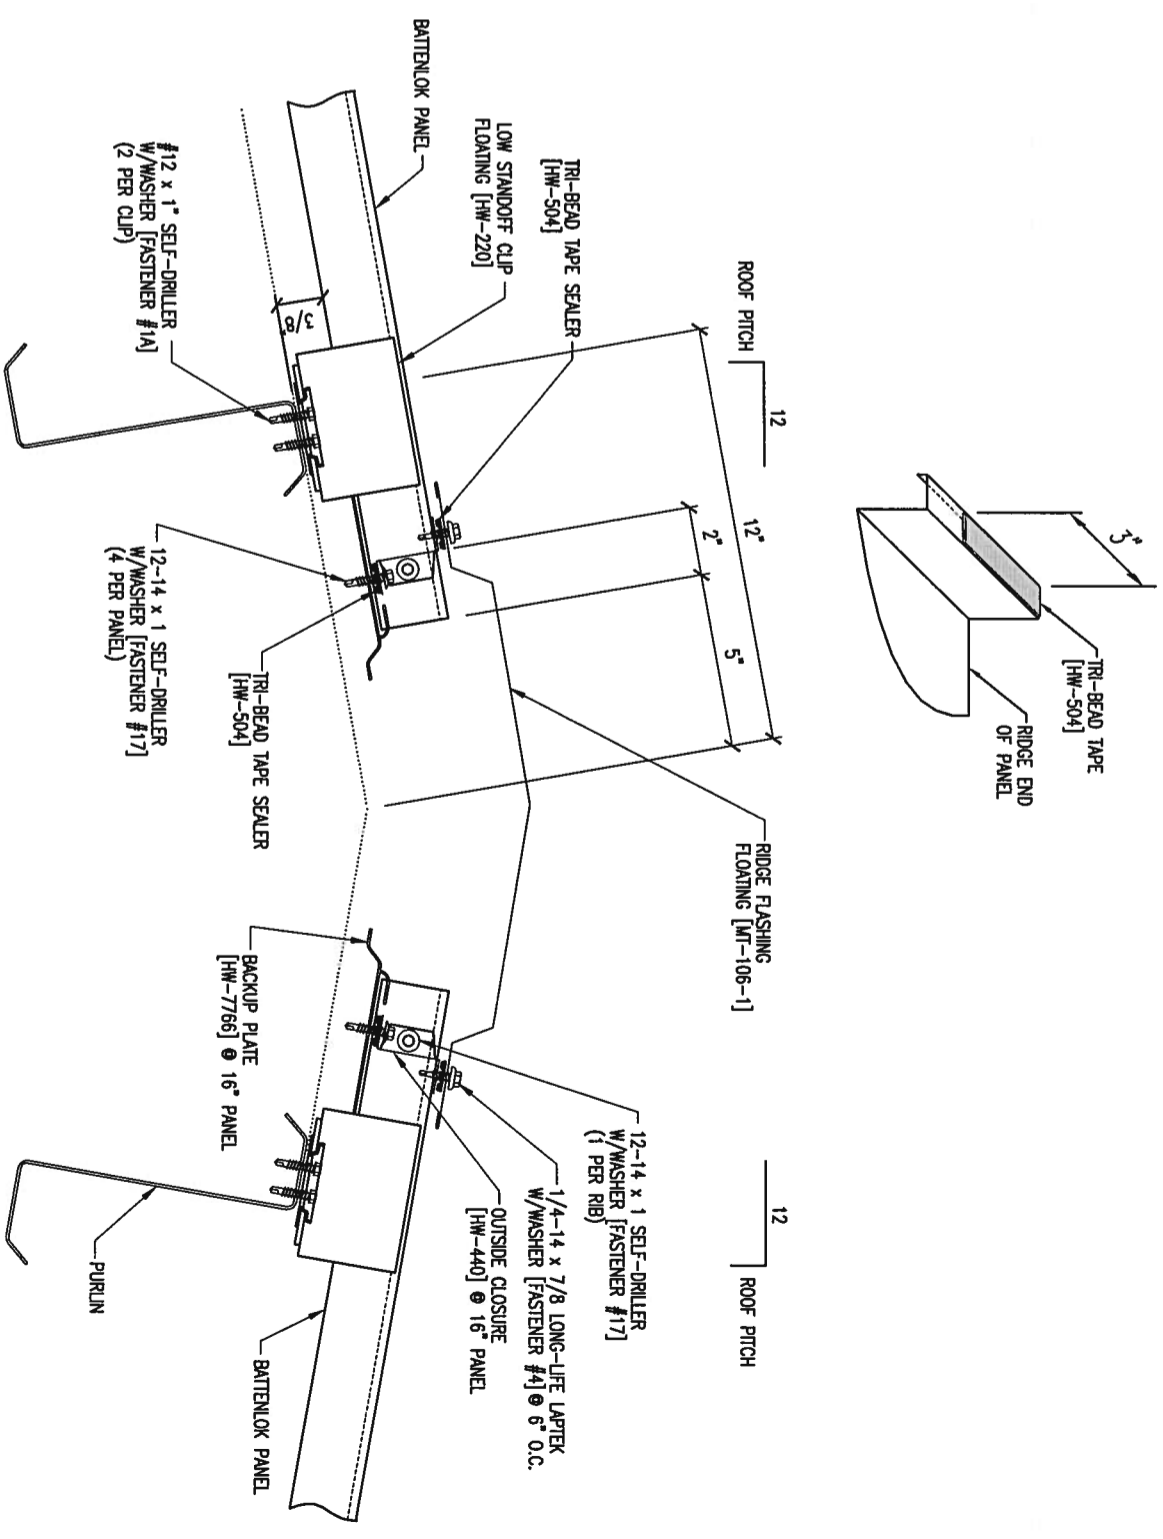 3"
TRI-BEAD TAPE
[HW-504]
RIDGE END
OF PANEL
ROOF PITCH
12
12
ROOF PITCH
12"
2"
5"
RIDGE FLASHING
FLOATING [MT-106-1]
TRI-BEAD TAPE SEALER
[HW-504]
LOW STANDOFF CLIP
FLOATING [HW-220]
BATTENLOK PANEL
12-14 x 1 SELF-DRILLER
W/WASHER [FASTENER #17]
(1 PER RIB)
1/4-14 x 7/8 LONG-LIFE LAPTEK
W/WASHER [FASTENER #4] @ 6" O.C.
OUTSIDE CLOSURE
[HW-440] @ 16" PANEL
3/8
#12 x 1" SELF-DRILLER
W/WASHER [FASTENER #1A]
(2 PER CLIP)
12-14 x 1 SELF-DRILLER
W/WASHER [FASTENER #17]
(4 PER PANEL)
TRI-BEAD TAPE SEALER
[HW-504]
BACKUP PLATE
[HW-7766] @ 16" PANEL
PURLIN
BATTENLOK PANEL